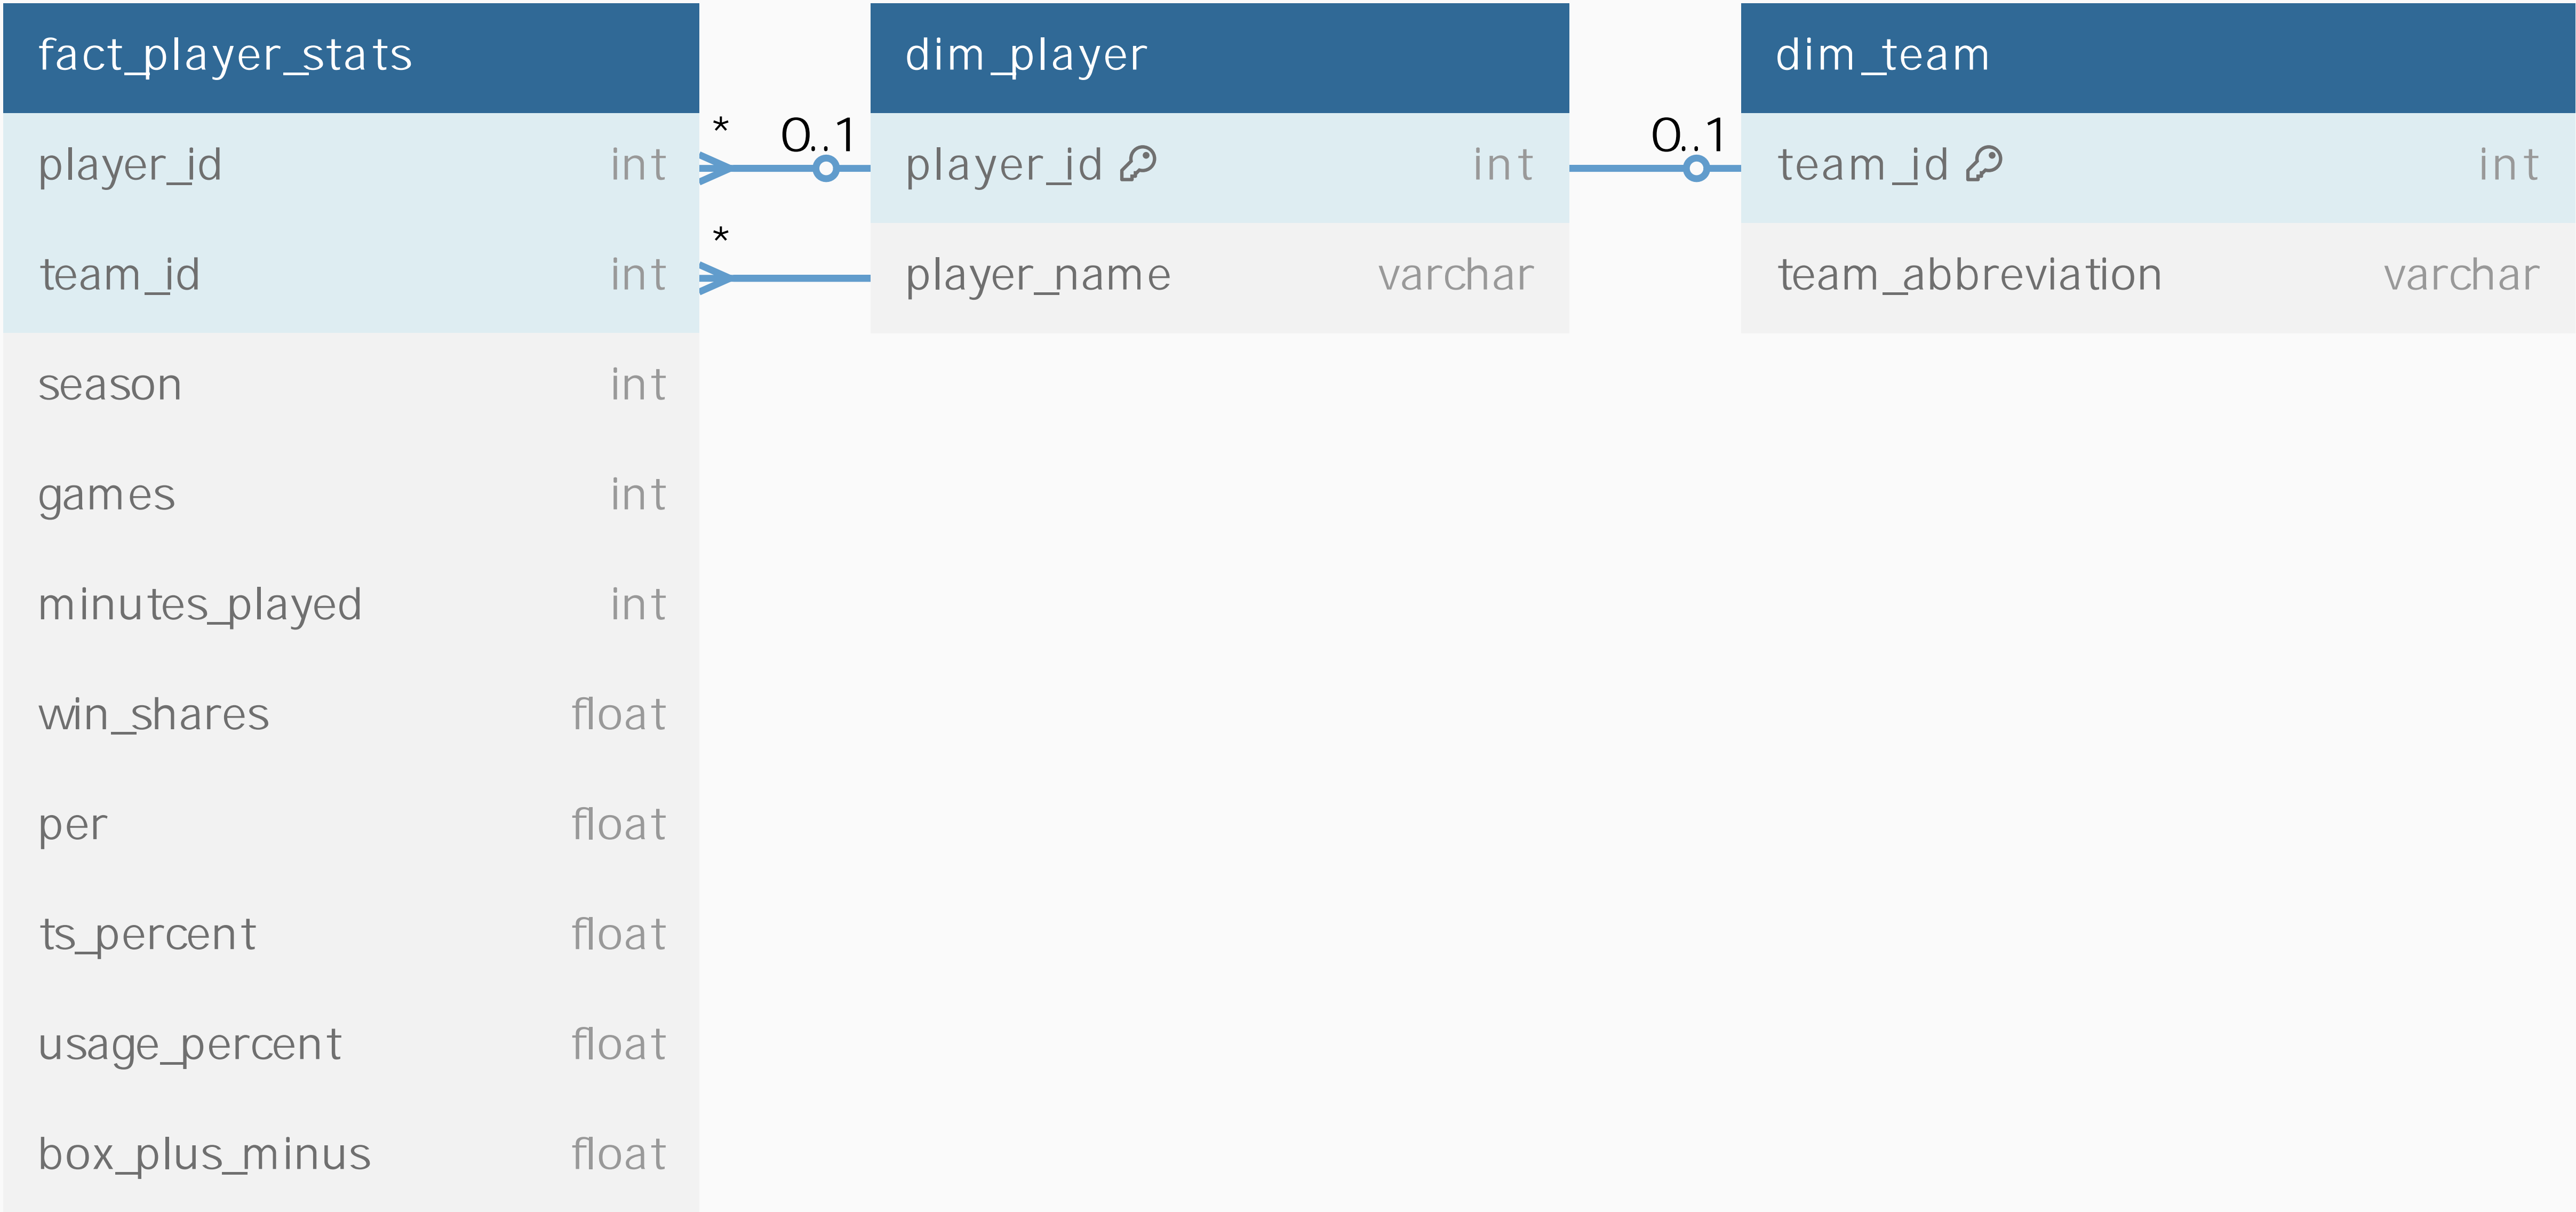 fact_player_stats
player_id int
team_id int
season int
games int
minutes_played int
win_shares float
per float
ts_percent float
usage_percent float
box_plus_minus float
* 0..1
*
dim_player
player_id int
player_name varchar
0..1
dim_team
team_id int
team_abbreviation varchar